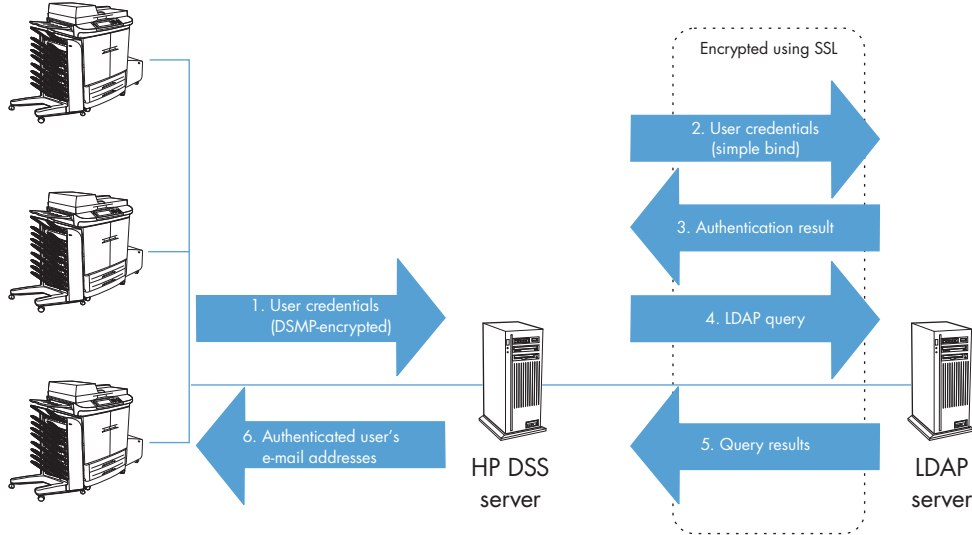 Encrypted using SSL
2. User credentials
(simple bind)
3. Authentication result
1. User credentials
(DSMP-encrypted)
4. LDAP query
6. Authenticated user’s
e-mail addresses
5. Query results
HP DSS
server
LDAP
server